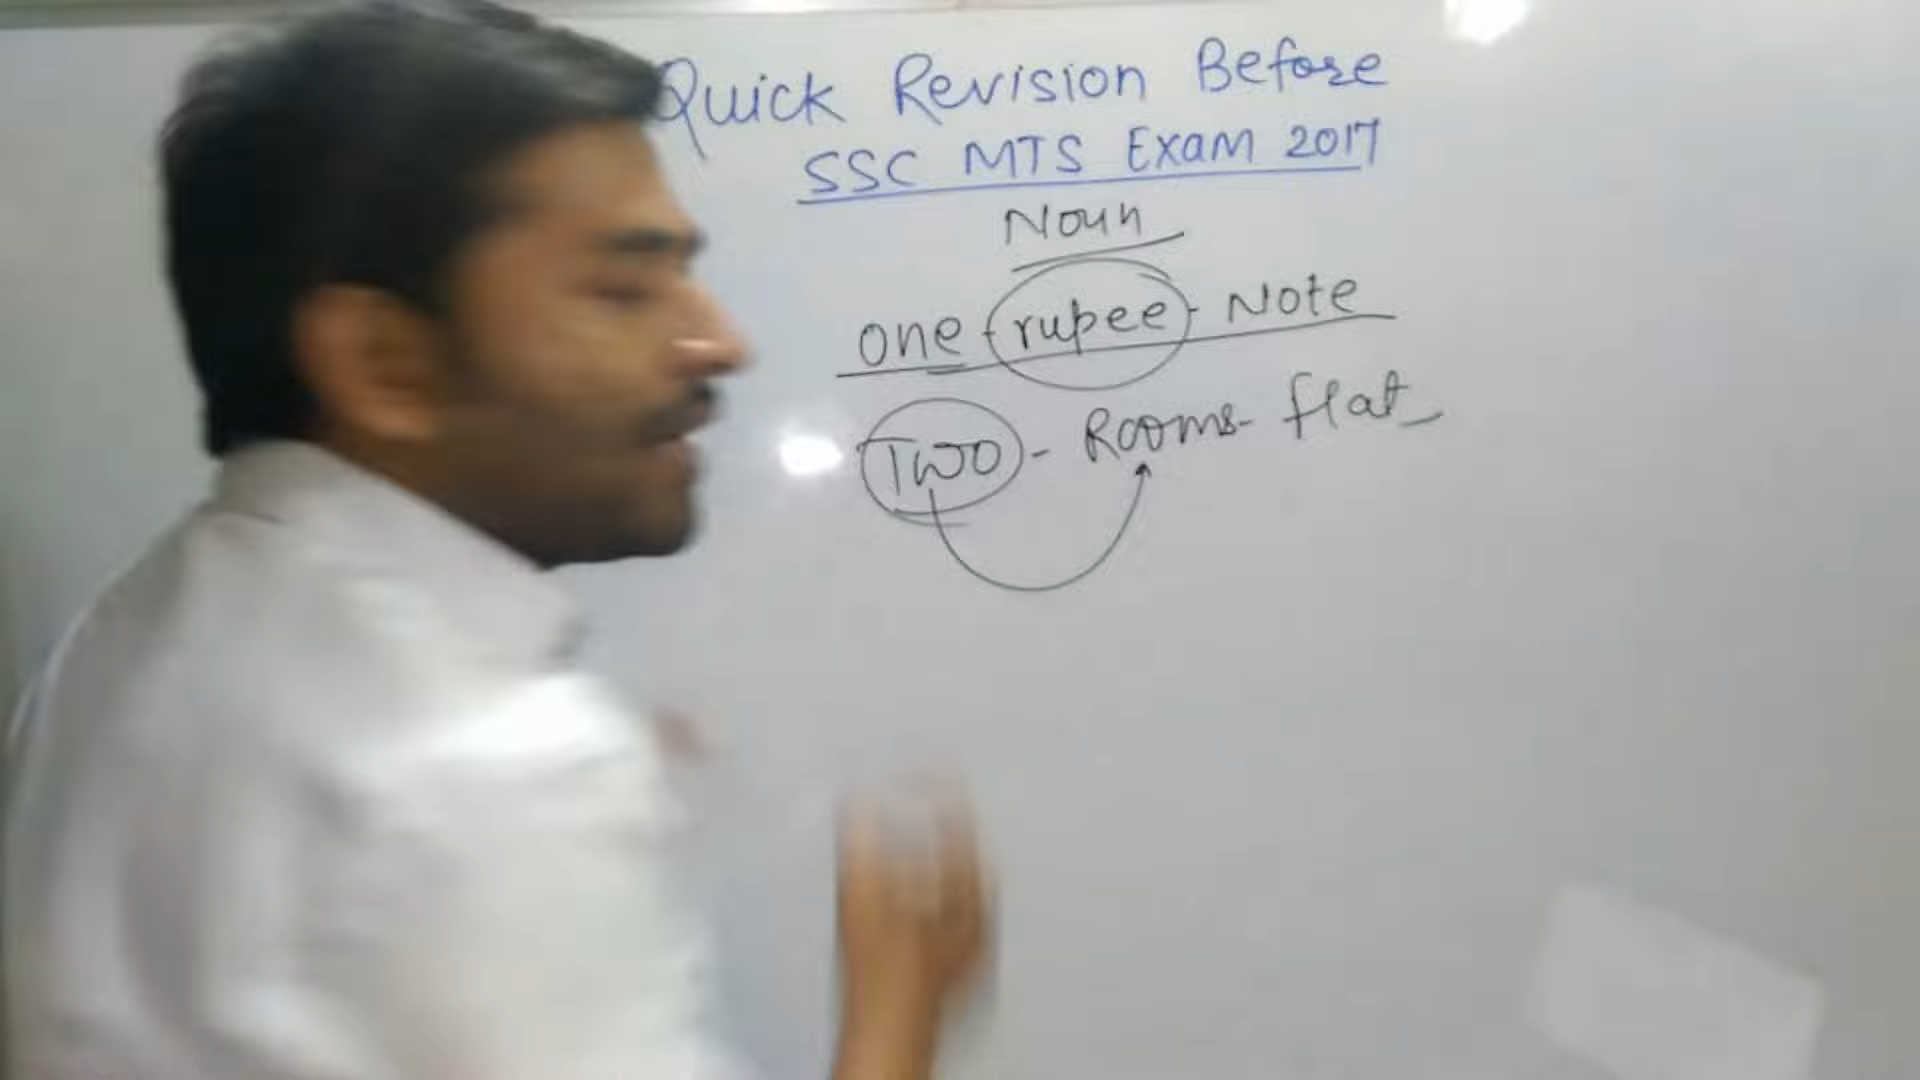 Quick Revision Before
SSC MTS Exam 2017
Noun
one-rupee-Note
Two-Rooms-flat